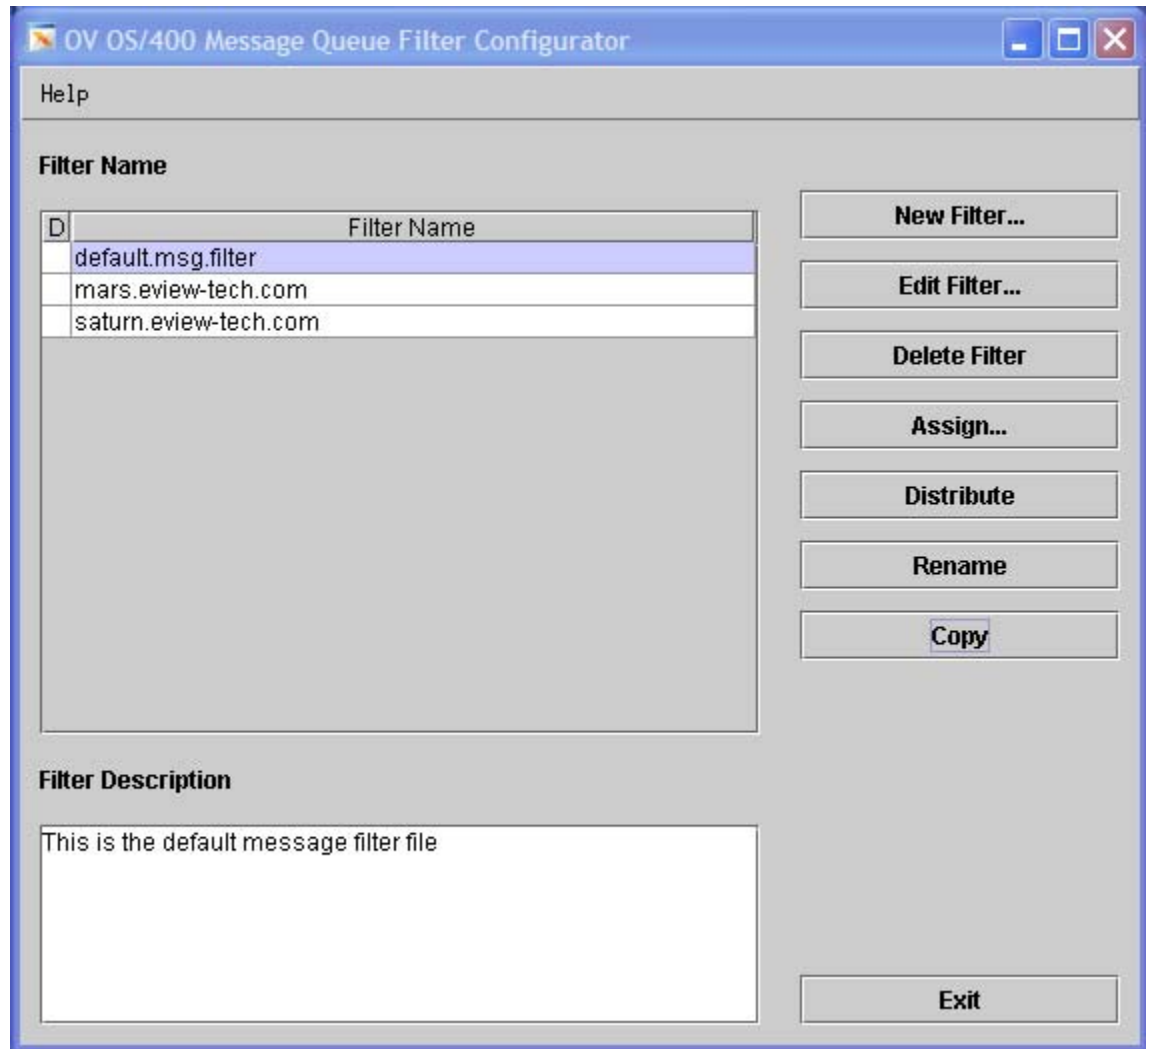 OV OS/400 Message Queue Filter Configurator
Help
Filter Name
D Filter Name
default.msg.filter
mars.eview-tech.com
saturn.eview-tech.com
New Filter...
Edit Filter...
Delete Filter
Assign...
Distribute
Rename
Copy
Filter Description
This is the default message filter file
Exit